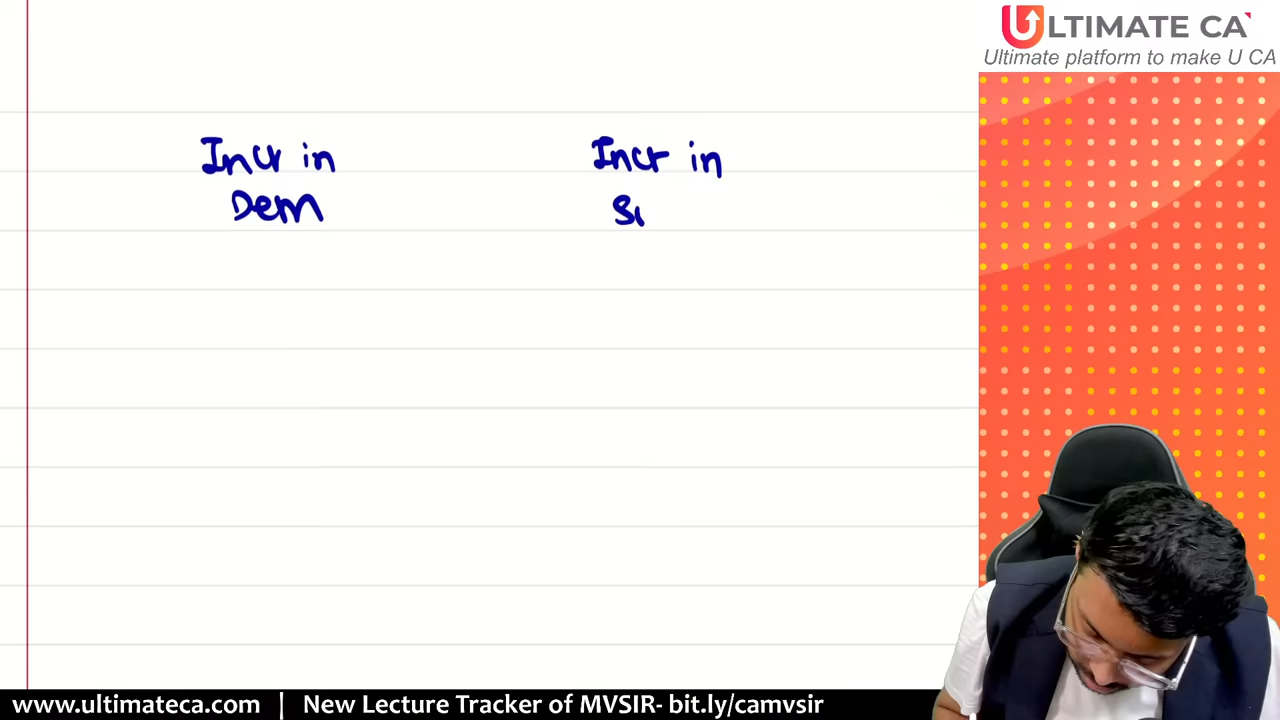 ULTIMATE CA
Ultimate platform to make U CA
Incr in
Dem
Incr in
Su
www.ultimateca.com | New Lecture Tracker of MVSIR- bit.ly/camvsir